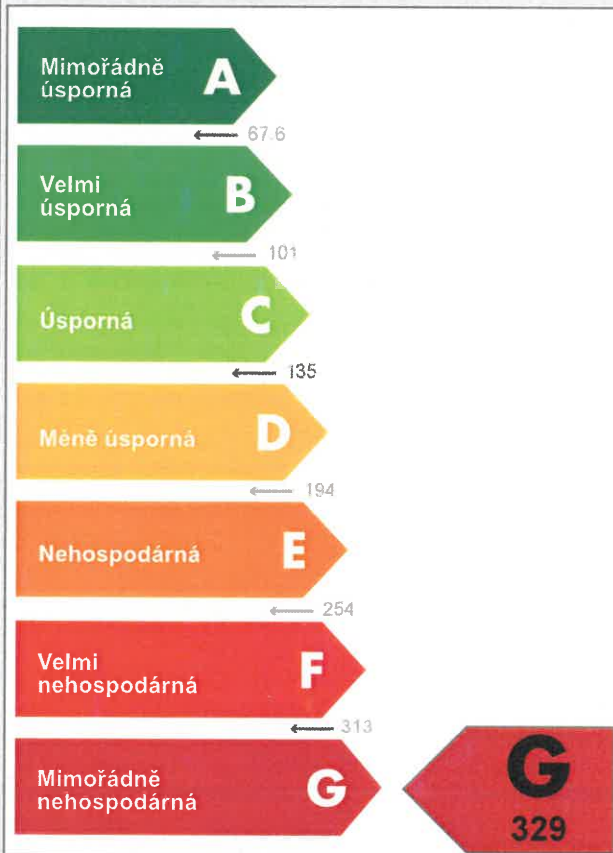 Mimořádně
úsporná A
67.6
Velmi
úsporná B
101
Úsporná C
135
Méně úsporná D
194
Nehospodárná E
254
Velmi
nehospodárná F
313
Mimořádně
nehospodárná G
G
329